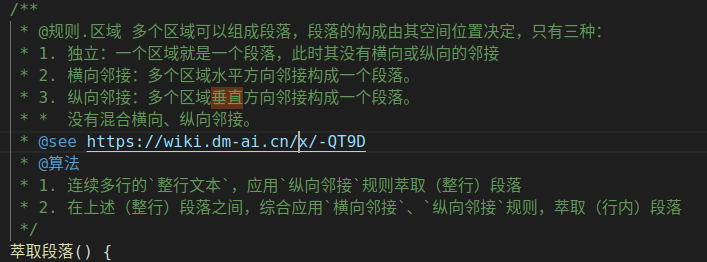 /**
* @规则.区域 多个区域可以组成段落，段落的构成由其空间位置决定，只有三种：
* 1. 独立：一个区域就是一个段落，此时其没有横向或纵向的邻接
* 2. 横向邻接：多个区域水平方向邻接构成一个段落。
* 3. 纵向邻接：多个区域垂直方向邻接构成一个段落。
* *  没有混合横向、纵向邻接。
* @see https://wiki.dm-ai.cn/x/-QT9D
* @算法
* 1. 连续多行的`整行文本`，应用`纵向邻接`规则萃取（整行）段落
* 2. 在上述（整行）段落之间，综合应用`横向邻接`、`纵向邻接`规则，萃取（行内）段落
*/
萃取段落() {